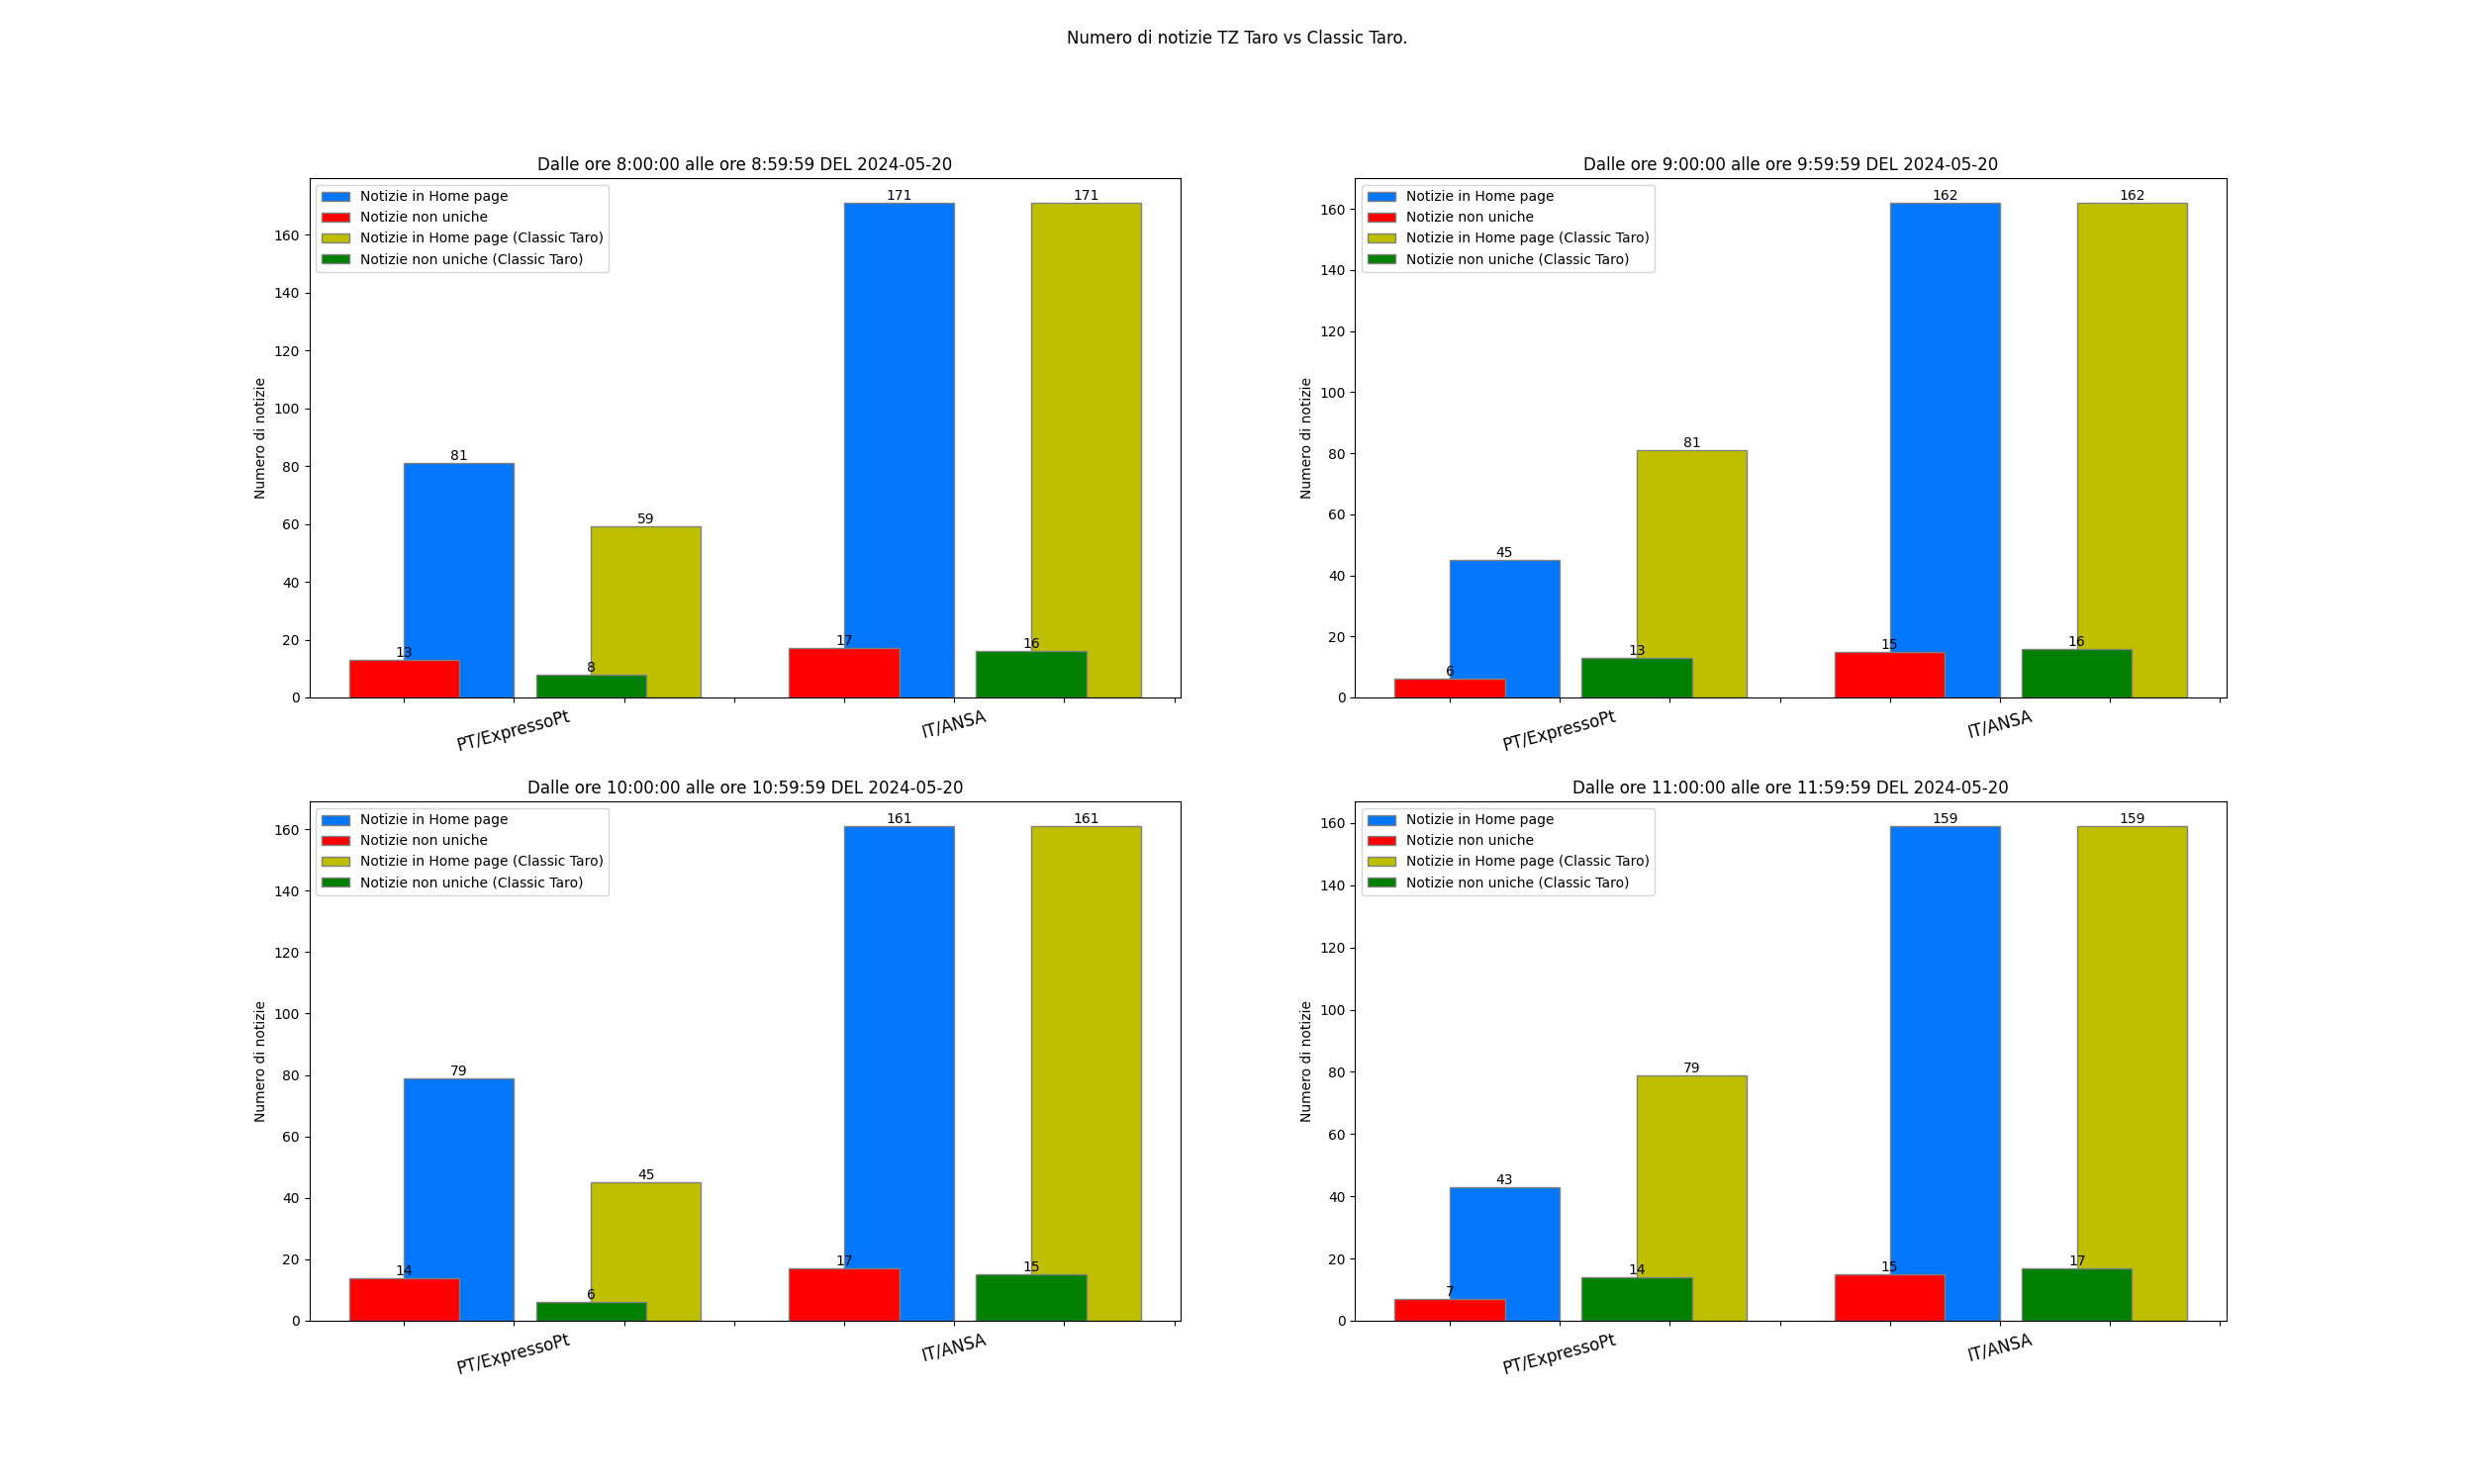 Numero di notizie TZ Taro vs Classic Taro.
Dalle ore 8:00:00 alle ore 8:59:59 DEL 2024-05-20
Notizie in Home page
Notizie non uniche
Notizie in Home page (Classic Taro)
Notizie non uniche (Classic Taro)
Numero di notizie
160
140
120
100
80
60
40
20
0
81
13
59
8
171
17
171
16
PT/ExpressoPt
IT/ANSA
Dalle ore 9:00:00 alle ore 9:59:59 DEL 2024-05-20
Notizie in Home page
Notizie non uniche
Notizie in Home page (Classic Taro)
Notizie non uniche (Classic Taro)
Numero di notizie
160
140
120
100
80
60
40
20
0
45
6
81
13
162
15
162
16
PT/ExpressoPt
IT/ANSA
Dalle ore 10:00:00 alle ore 10:59:59 DEL 2024-05-20
Notizie in Home page
Notizie non uniche
Notizie in Home page (Classic Taro)
Notizie non uniche (Classic Taro)
Numero di notizie
160
140
120
100
80
60
40
20
0
79
14
45
6
161
17
161
15
PT/ExpressoPt
IT/ANSA
Dalle ore 11:00:00 alle ore 11:59:59 DEL 2024-05-20
Notizie in Home page
Notizie non uniche
Notizie in Home page (Classic Taro)
Notizie non uniche (Classic Taro)
Numero di notizie
160
140
120
100
80
60
40
20
0
43
7
79
14
159
15
159
17
PT/ExpressoPt
IT/ANSA